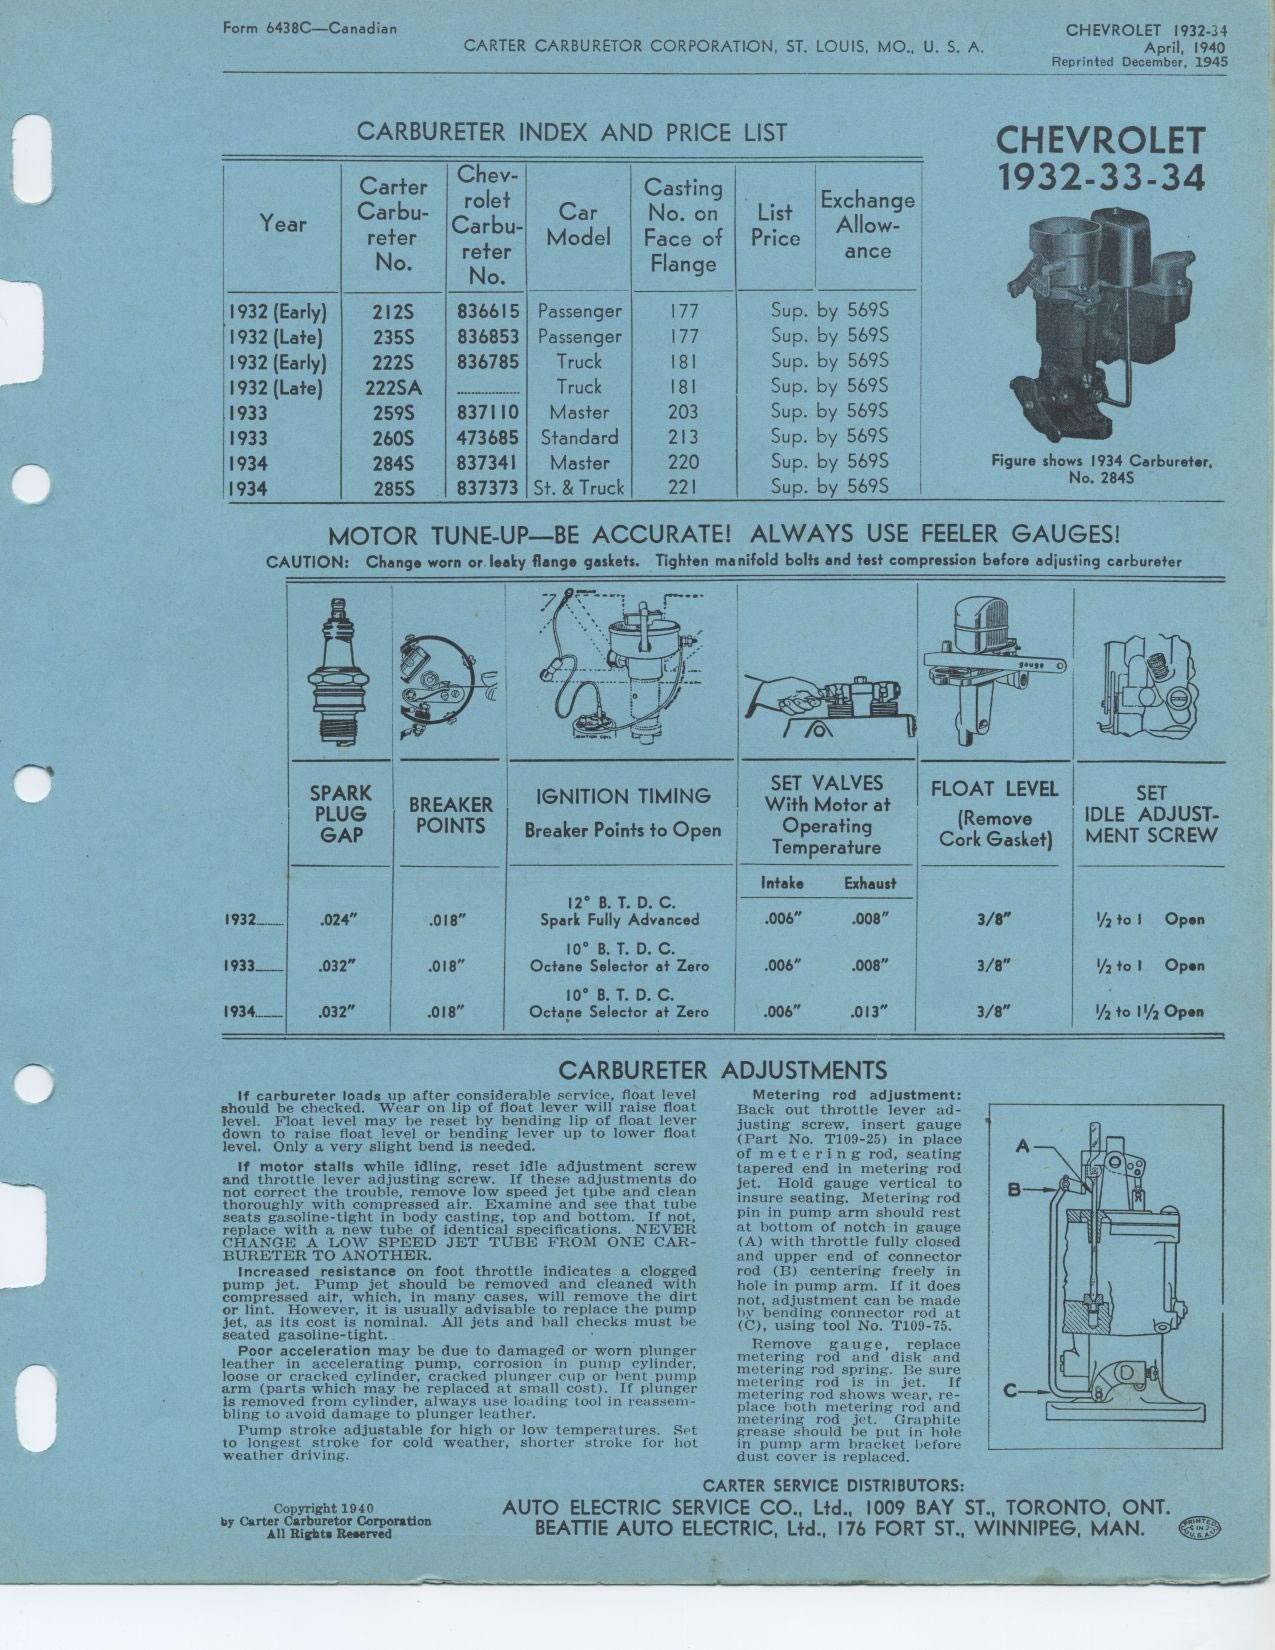 Form 6438C—Canadian
CHEVROLET 1932-34
CARTER CARBURETOR CORPORATION, ST. LOUIS, MO., U. S. A.
April, 1940
Reprinted December, 1945
CARBURETER INDEX AND PRICE LIST
CHEVROLET
1932-33-34
Year | Carter Carbu-reter No. | Chev-rolet Carbu-reter No. | Car Model | Casting No. on Face of Flange | List Price | Exchange Allow-ance
1932 (Early) 212S 836615 Passenger 177 Sup. by 569S
1932 (Late) 235S 836853 Passenger 177 Sup. by 569S
1932 (Early) 222S 836785 Truck 181 Sup. by 569S
1932 (Late) 222SA ................ Truck 181 Sup. by 569S
1933 259S 837110 Master 203 Sup. by 569S
1933 260S 473685 Standard 213 Sup. by 569S
1934 284S 837341 Master 220 Sup. by 569S
1934 285S 837373 St. & Truck 221 Sup. by 569S
Figure shows 1934 Carbureter,
No. 284S
MOTOR TUNE-UP—BE ACCURATE! ALWAYS USE FEELER GAUGES!
CAUTION: Change worn or leaky flange gaskets. Tighten manifold bolts and test compression before adjusting carbureter
gauge
IGNITION COIL
SPARK PLUG GAP | BREAKER POINTS | IGNITION TIMING Breaker Points to Open | SET VALVES With Motor at Operating Temperature | FLOAT LEVEL (Remove Cork Gasket) | SET IDLE ADJUST-MENT SCREW
Intake Exhaust
12° B. T. D. C.
1932........ .024" .018" Spark Fully Advanced .006" .008" 3/8" ½ to 1 Open
10° B. T. D. C.
1933........ .032" .018" Octane Selector at Zero .006" .008" 3/8" ½ to 1 Open
10° B. T. D. C.
1934........ .032" .018" Octane Selector at Zero .006" .013" 3/8" ½ to 1½ Open
CARBURETER ADJUSTMENTS
If carbureter loads up after considerable service, float level
should be checked. Wear on lip of float lever will raise float
level. Float level may be reset by bending lip of float lever
down to raise float level or bending lever up to lower float
level. Only a very slight bend is needed.
If motor stalls while idling, reset idle adjustment screw
and throttle lever adjusting screw. If these adjustments do
not correct the trouble, remove low speed jet tube and clean
thoroughly with compressed air. Examine and see that tube
seats gasoline-tight in body casting, top and bottom. If not,
replace with a new tube of identical specifications. NEVER
CHANGE A LOW SPEED JET TUBE FROM ONE CAR-
BURETER TO ANOTHER.
Increased resistance on foot throttle indicates a clogged
pump jet. Pump jet should be removed and cleaned with
compressed air, which, in many cases, will remove the dirt
or lint. However, it is usually advisable to replace the pump
jet, as its cost is nominal. All jets and ball checks must be
seated gasoline-tight.
Poor acceleration may be due to damaged or worn plunger
leather in accelerating pump, corrosion in pump cylinder,
loose or cracked cylinder, cracked plunger cup or bent pump
arm (parts which may be replaced at small cost). If plunger
is removed from cylinder, always use loading tool in reassem-
bling to avoid damage to plunger leather.
Pump stroke adjustable for high or low temperatures. Set
to longest stroke for cold weather, shorter stroke for hot
weather driving.
Metering rod adjustment:
Back out throttle lever ad-
justing screw, insert gauge
(Part No. T109-25) in place
of metering rod, seating
tapered end in metering rod
jet. Hold gauge vertical to
insure seating. Metering rod
pin in pump arm should rest
at bottom of notch in gauge
(A) with throttle fully closed
and upper end of connector
rod (B) centering freely in
hole in pump arm. If it does
not, adjustment can be made
by bending connector rod at
(C), using tool No. T109-75.
Remove gauge, replace
metering rod and disk and
metering rod spring. Be sure
metering rod is in jet. If
metering rod shows wear, re-
place both metering rod and
metering rod jet. Graphite
grease should be put in hole
in pump arm bracket before
dust cover is replaced.
A
B
C
Copyright 1940
by Carter Carburetor Corporation
All Rights Reserved
CARTER SERVICE DISTRIBUTORS:
AUTO ELECTRIC SERVICE CO., Ltd., 1009 BAY ST., TORONTO, ONT.
BEATTIE AUTO ELECTRIC, Ltd., 176 FORT ST., WINNIPEG, MAN.
PRINTED
IN
U.S.A.